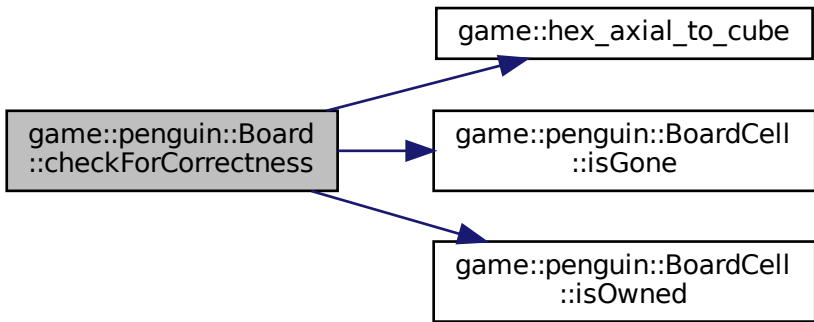 game::hex_axial_to_cube
game::penguin::Board
::checkForCorrectness
game::penguin::BoardCell
::isGone
game::penguin::BoardCell
::isOwned